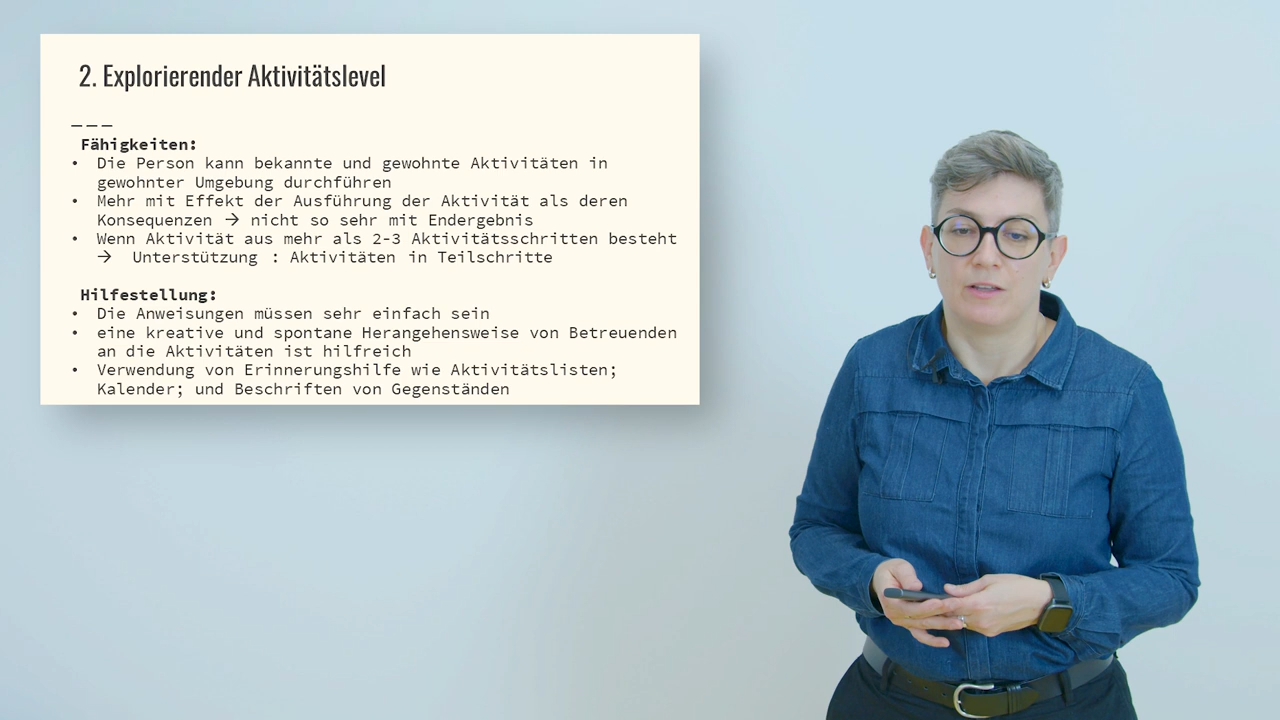 2. Explorierender Aktivitätslevel
___
Fähigkeiten:
• Die Person kann bekannte und gewohnte Aktivitäten in
gewohnter Umgebung durchführen
• Mehr mit Effekt der Ausführung der Aktivität als deren
Konsequenzen → nicht so sehr mit Endergebnis
• Wenn Aktivität aus mehr als 2-3 Aktivitätsschritten besteht
→ Unterstützung : Aktivitäten in Teilschritte
Hilfestellung:
• Die Anweisungen müssen sehr einfach sein
• eine kreative und spontane Herangehensweise von Betreuenden
an die Aktivitäten ist hilfreich
• Verwendung von Erinnerungshilfe wie Aktivitätslisten;
Kalender; und Beschriften von Gegenständen